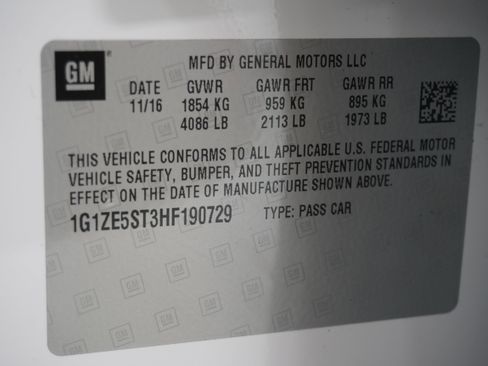 GM
MFD BY GENERAL MOTORS LLC
DATE GVWR GAWR FRT GAWR RR
11/16 1854 KG 959 KG 895 KG
4086 LB 2113 LB 1973 LB
THIS VEHICLE CONFORMS TO ALL APPLICABLE U.S. FEDERAL MOTOR
VEHICLE SAFETY, BUMPER, AND THEFT PREVENTION STANDARDS IN
EFFECT ON THE DATE OF MANUFACTURE SHOWN ABOVE.
1G1ZE5ST3HF190729 TYPE: PASS CAR